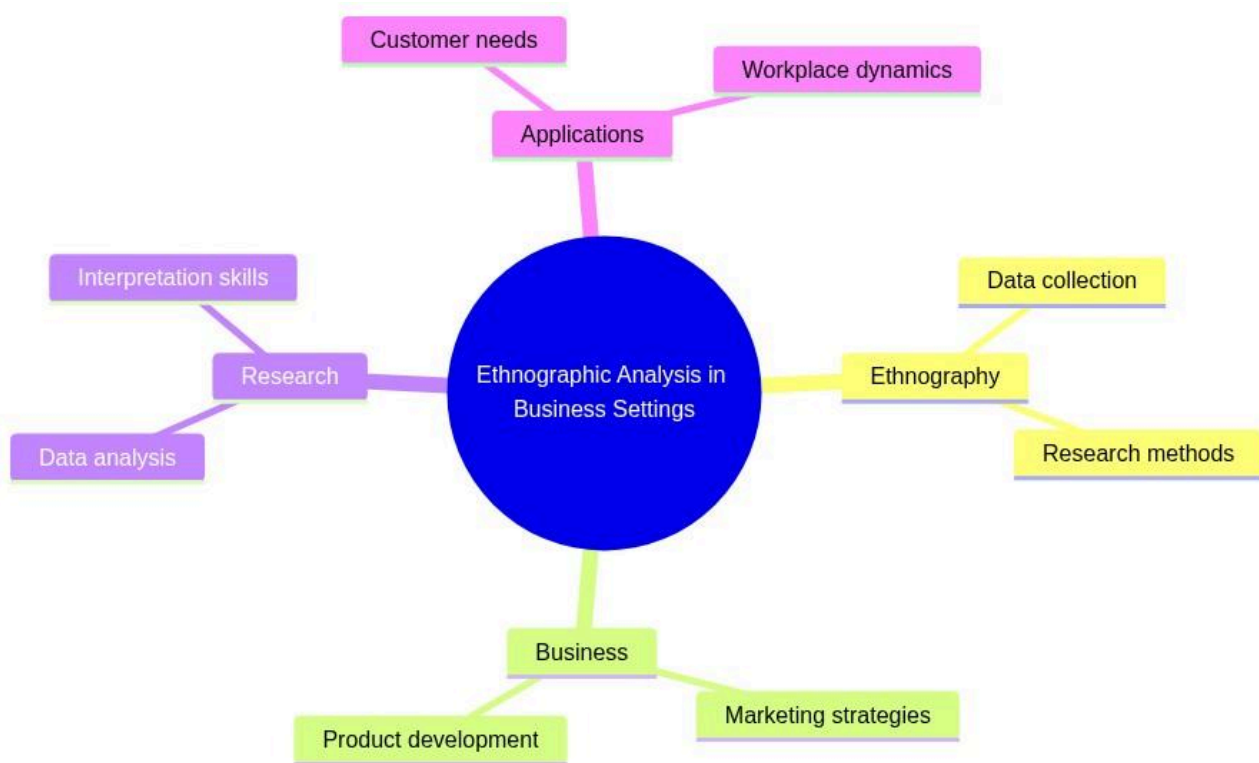 Customer needs
Workplace dynamics
Applications
Interpretation skills
Data collection
Research
Ethnographic Analysis in
Business Settings
Ethnography
Data analysis
Research methods
Business
Marketing strategies
Product development